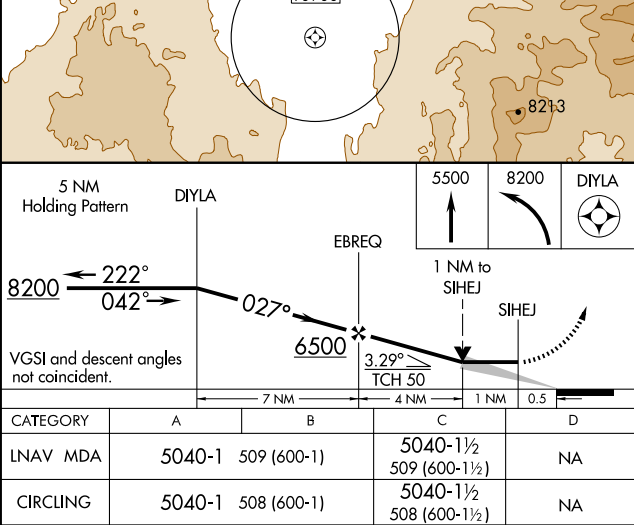 8213
5 NM
Holding Pattern
DIYLA
5500
8200
DIYLA
EBREQ
1 NM to
SIHEJ
SIHEJ
8200
222°
042°
027°
6500
3.29°
TCH 50
VGSI and descent angles
not coincident.
7 NM
4 NM
1 NM
0.5
CATEGORY A B C D
LNAV MDA 5040-1 509 (600-1) 5040-1½ 509 (600-1½) NA
CIRCLING 5040-1 508 (600-1) 5040-1½ 508 (600-1½) NA